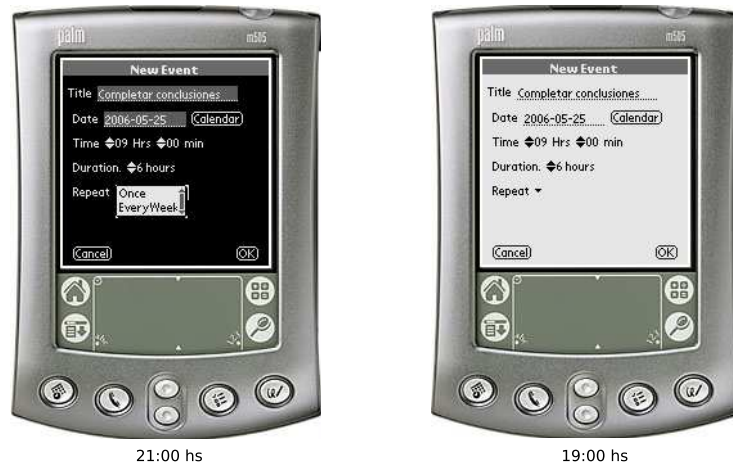 palm m505
New Event
Title Completar conclusiones
Date 2006-05-25 Calendar
Time 09 Hrs 00 min
Duration. 6 hours
Repeat Once
EveryWeek
Cancel OK
21:00 hs
palm m505
New Event
Title Completar conclusiones
Date 2006-05-25 Calendar
Time 09 Hrs 00 min
Duration. 6 hours
Repeat
Cancel OK
19:00 hs